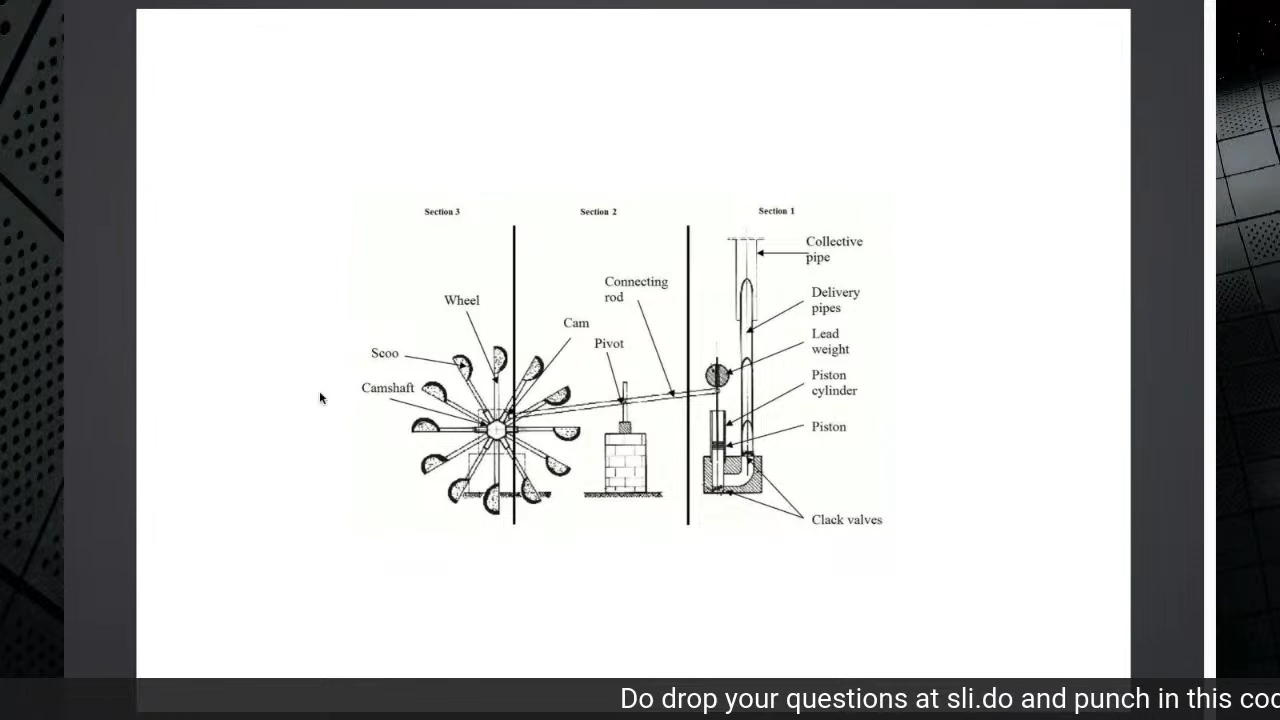 Section 3
Section 2
Section 1
Collective
pipe
Connecting
rod
Delivery
pipes
Wheel
Cam
Lead
weight
Pivot
Scoo
Piston
cylinder
Camshaft
Piston
Clack valves
Do drop your questions at sli.do and punch in this coo